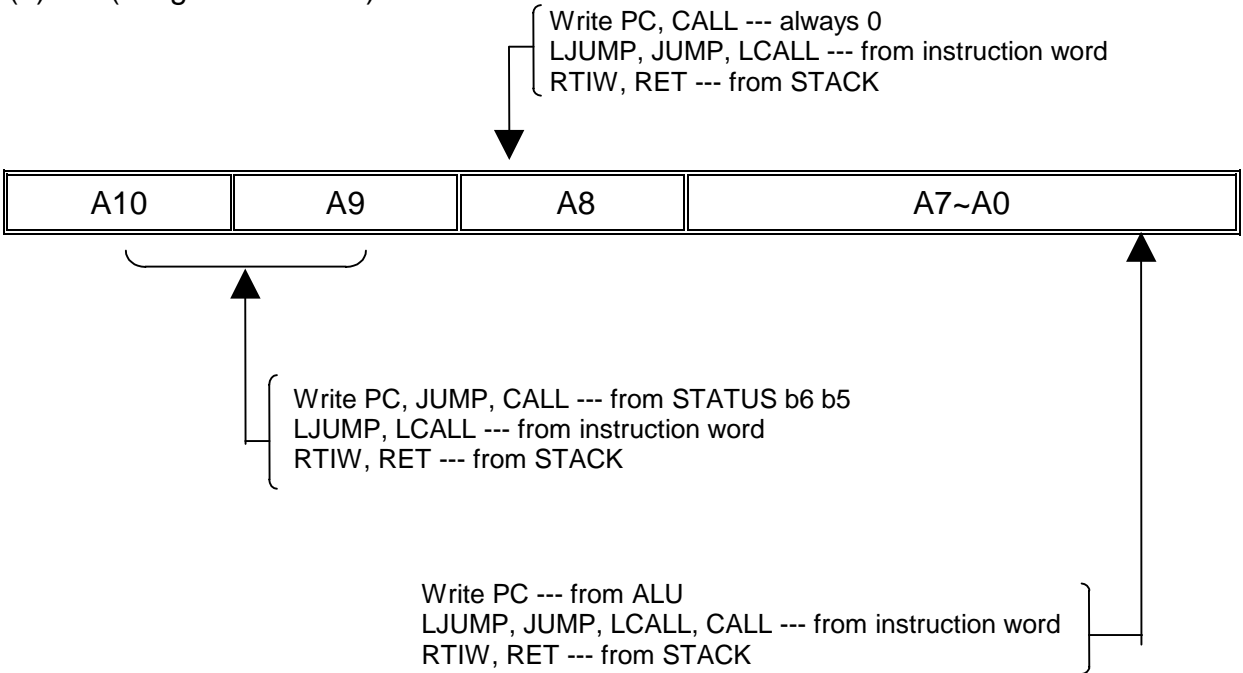 Write PC, CALL --- always 0
LJUMP, JUMP, LCALL --- from instruction word
RTIW, RET --- from STACK
A10 A9 A8 A7~A0
Write PC, JUMP, CALL --- from STATUS b6 b5
LJUMP, LCALL --- from instruction word
RTIW, RET --- from STACK
Write PC --- from ALU
LJUMP, JUMP, LCALL, CALL --- from instruction word
RTIW, RET --- from STACK